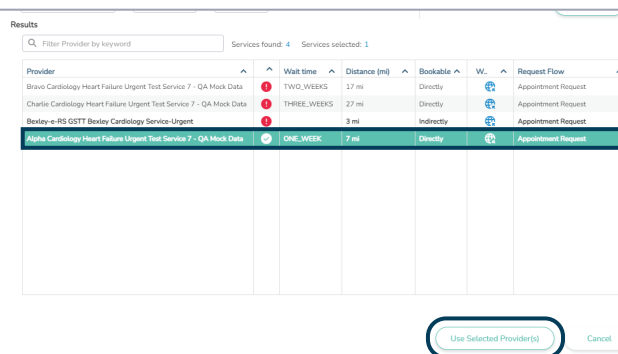 Results
Filter Provider by keyword Services found: 4 Services selected: 1
Provider Wait time Distance (mi) Bookable W.. Request Flow
Bravo Cardiology Heart Failure Urgent Test Service 7 - QA Mock Data TWO_WEEKS 17 mi Directly Appointment Request
Charlie Cardiology Heart Failure Urgent Test Service 7 - QA Mock Data THREE_WEEKS 27 mi Directly Appointment Request
Bexley-e-RS GSTT Bexley Cardiology Service-Urgent 3 mi Indirectly Appointment Request
Alpha Cardiology Heart Failure Urgent Test Service 7 - QA Mock Data ONE_WEEK 7 mi Directly Appointment Request
Use Selected Provider(s) Cancel